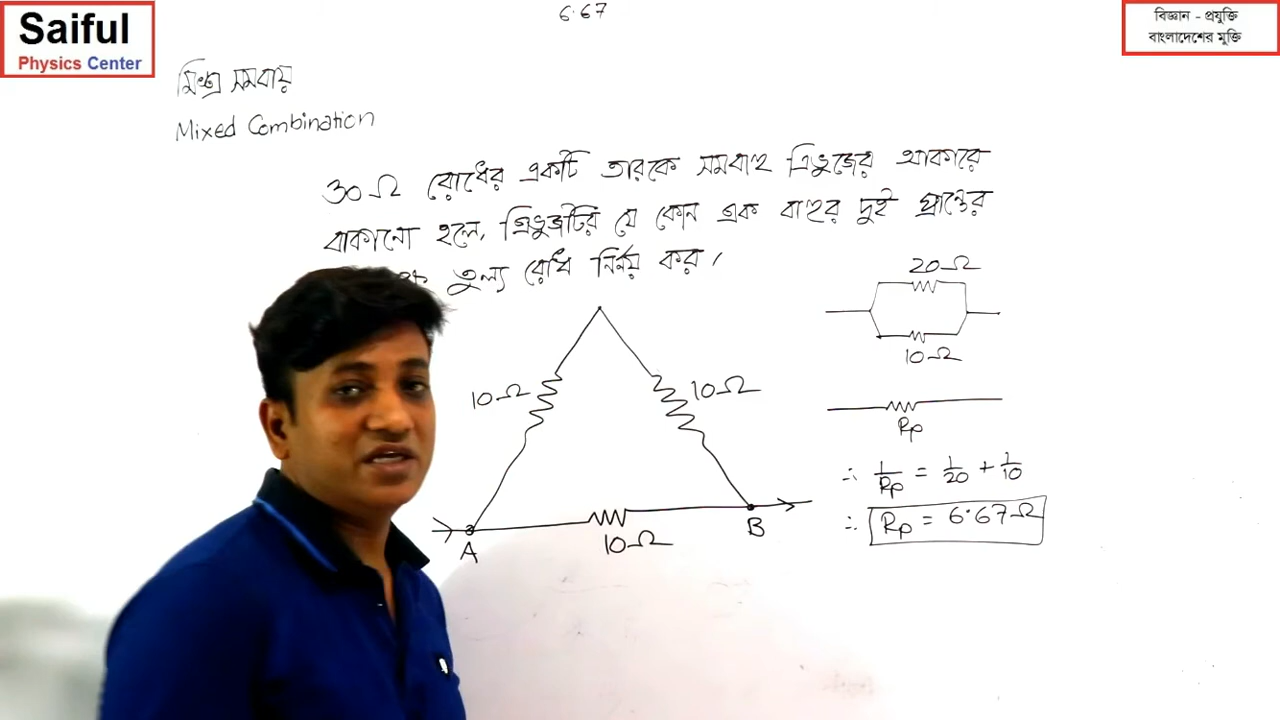 Saiful
Physics Center
6.67
বিজ্ঞান - প্রযুক্তি
বাংলাদেশের মুক্তি
মিশ্র সমবায়
Mixed Combination
30Ω রোধের একটি তারকে সমবাহু ত্রিভুজের আকারে
বাকানো হলে, ত্রিভুজটির যে কোন এক বাহুর দুই প্রান্তের
তুল্য রোধ নির্ণয় কর।
20Ω
10Ω
10Ω
10Ω
Rp
∴ 1/Rp = 1/20 + 1/10
∴ Rp = 6.67Ω
A
10Ω
B